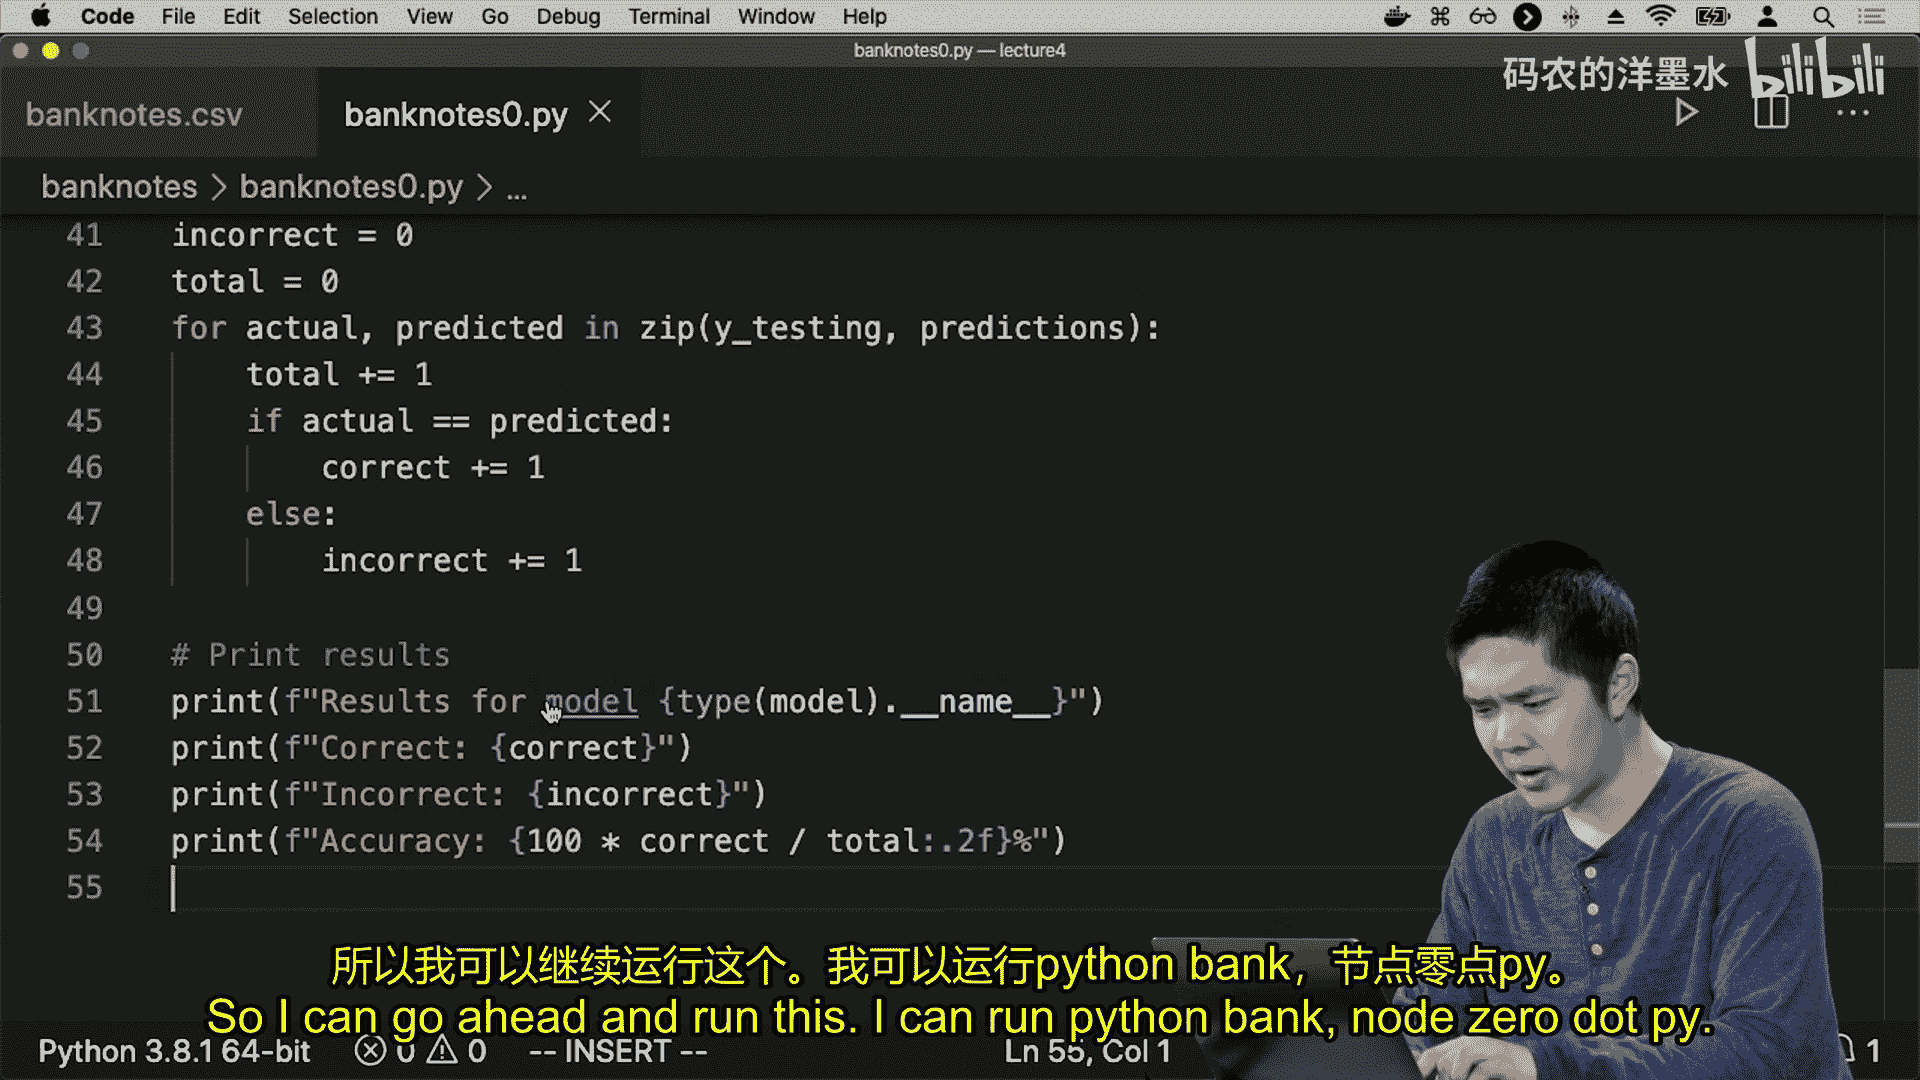 Code File Edit Selection View Go Debug Terminal Window Help
banknotes0.py — lecture4
码农的洋墨水 bilibili
banknotes.csv banknotes0.py
banknotes > banknotes0.py > ...
41 incorrect = 0
42 total = 0
43 for actual, predicted in zip(y_testing, predictions):
44 total += 1
45 if actual == predicted:
46 correct += 1
47 else:
48 incorrect += 1
49
50 # Print results
51 print(f"Results for model {type(model).__name__}")
52 print(f"Correct: {correct}")
53 print(f"Incorrect: {incorrect}")
54 print(f"Accuracy: {100 * correct / total:.2f}%")
55
所以我可以继续运行这个。我可以运行python bank，节点零点py。
So I can go ahead and run this. I can run python bank, node zero dot py.
Python 3.8.1 64-bit 0 0 -- INSERT -- Ln 55, Col 1 1